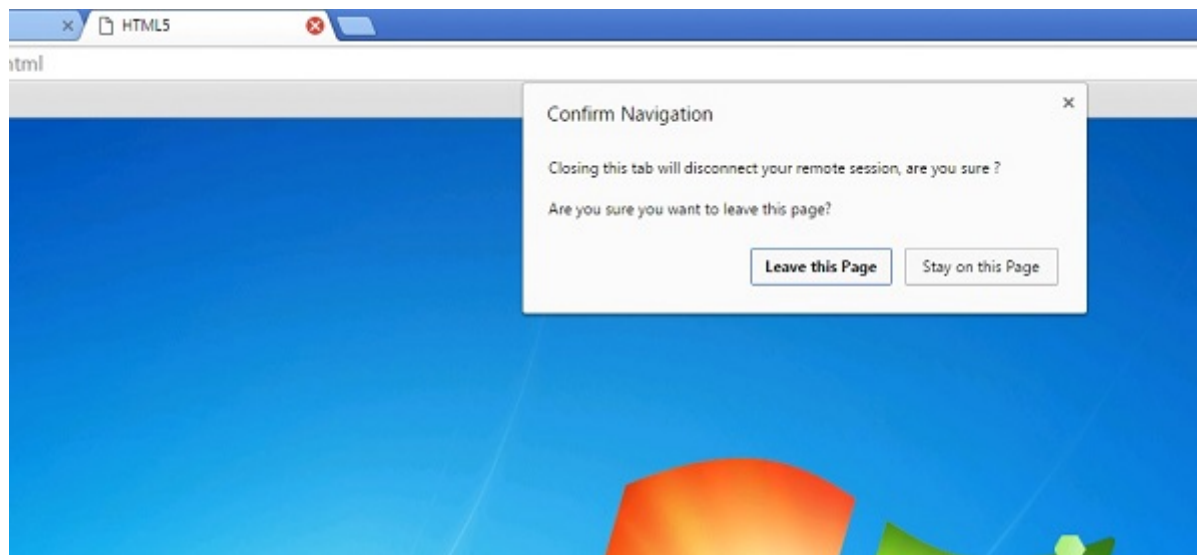 HTML5
html
Confirm Navigation
Closing this tab will disconnect your remote session, are you sure ?
Are you sure you want to leave this page?
Leave this Page
Stay on this Page